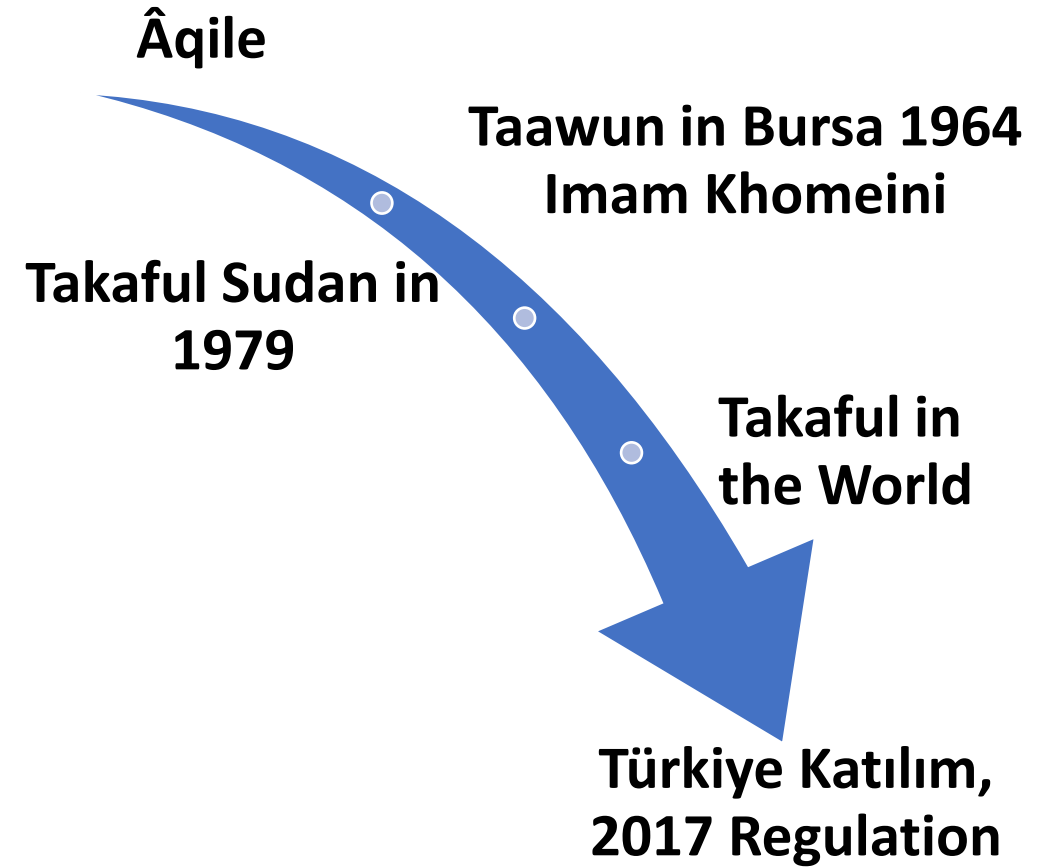 Âqile
Taawun in Bursa 1964
Imam Khomeini
Takaful Sudan in
1979
Takaful in
the World
Türkiye Katılım,
2017 Regulation